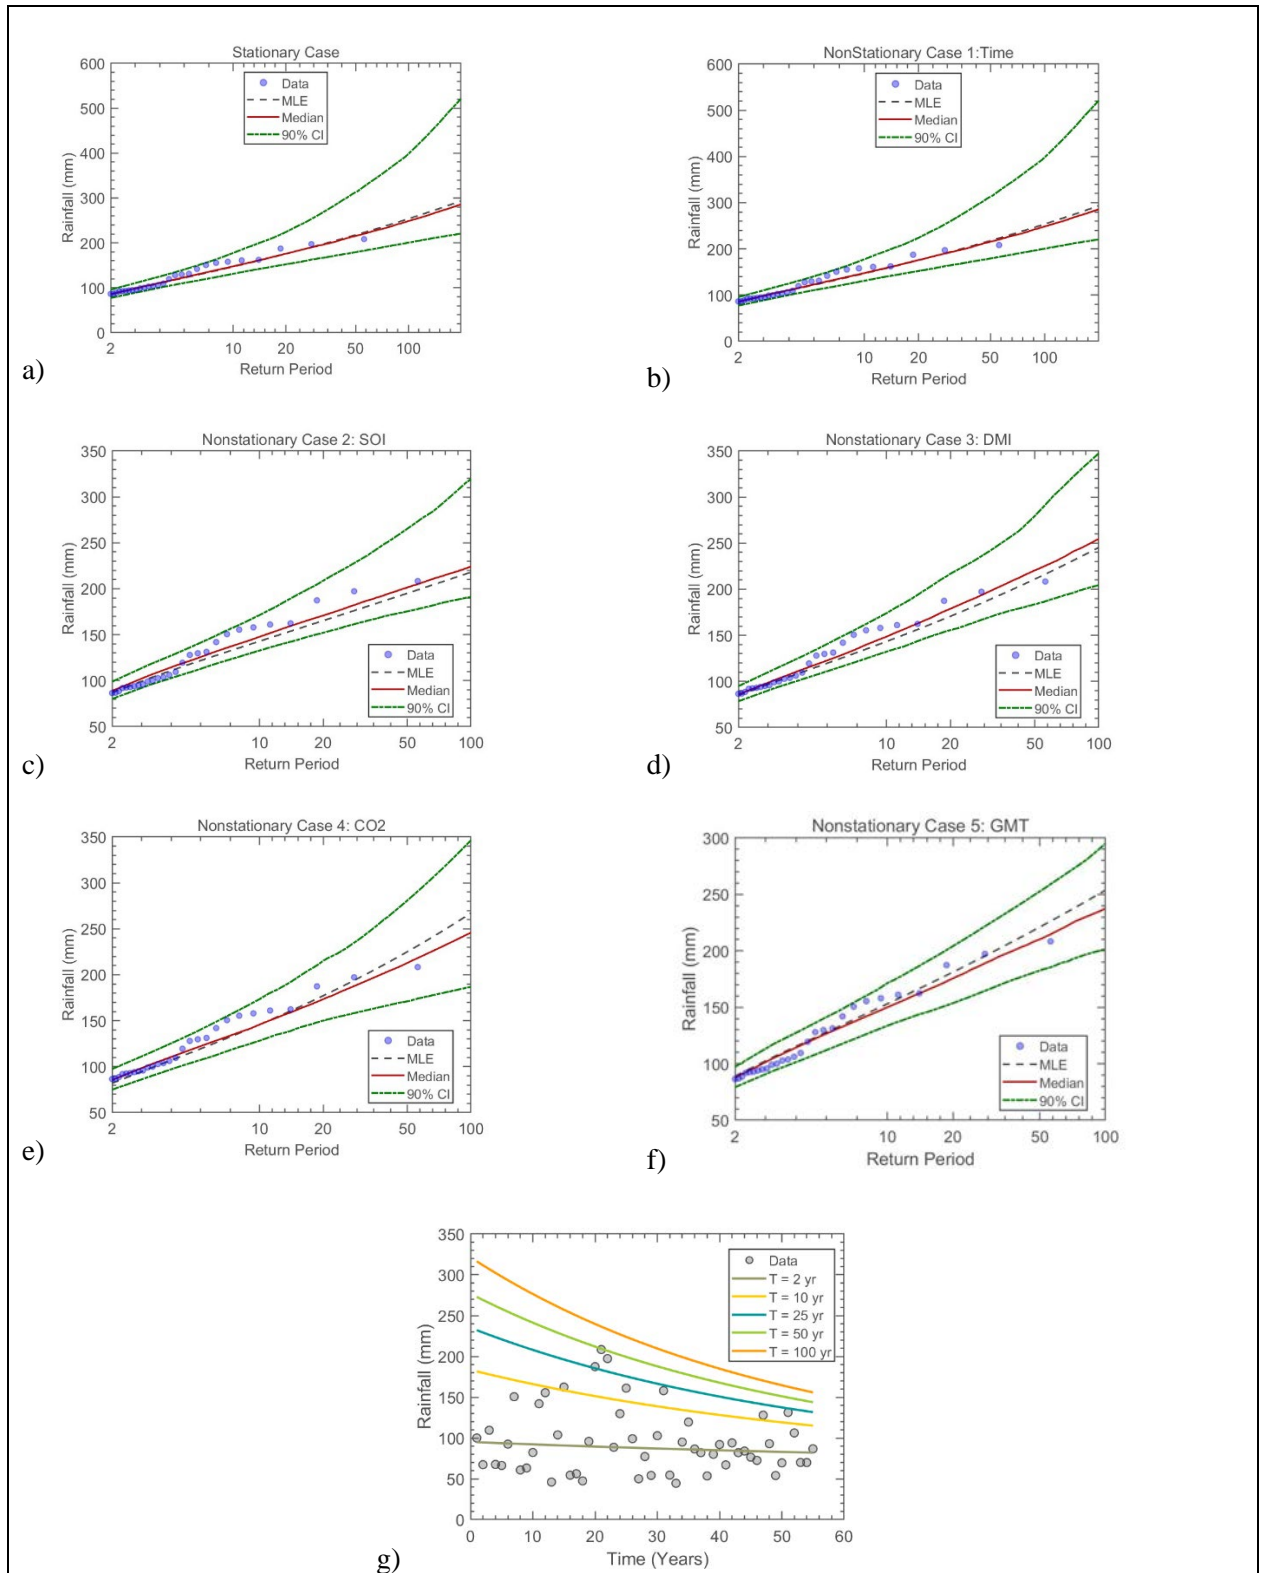 Stationary Case
600
500
400
300
200
100
0
Rainfall (mm)
Data
MLE
Median
90% CI
2 10 20 50 100
Return Period
a)
NonStationary Case 1:Time
600
500
400
300
200
100
0
Rainfall (mm)
Data
MLE
Median
90% CI
2 10 20 50 100
Return Period
b)
Nonstationary Case 2: SOI
350
300
250
200
150
100
50
Rainfall (mm)
Data
MLE
Median
90% CI
2 10 20 50 100
Return Period
c)
Nonstationary Case 3: DMI
350
300
250
200
150
100
50
Rainfall (mm)
Data
MLE
Median
90% CI
2 10 20 50 100
Return Period
d)
Nonstationary Case 4: CO2
350
300
250
200
150
100
50
Rainfall (mm)
Data
MLE
Median
90% CI
2 10 20 50 100
Return Period
e)
Nonstationary Case 5: GMT
300
250
200
150
100
50
Rainfall (mm)
Data
MLE
Median
90% CI
2 10 20 50 100
Return Period
f)
350
300
250
200
150
100
50
0
Rainfall (mm)
Data
T = 2 yr
T = 10 yr
T = 25 yr
T = 50 yr
T = 100 yr
0 10 20 30 40 50 60
Time (Years)
g)